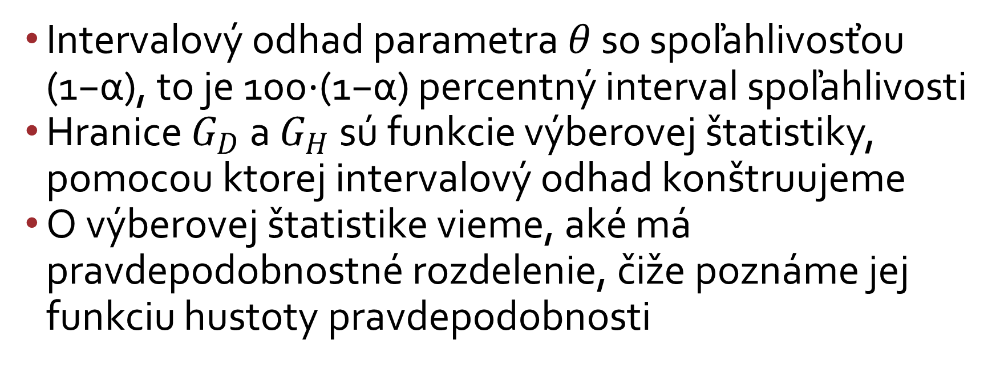 • Intervalový odhad parametra θ so spoľahlivosťou
(1−α), to je 100·(1−α) percentný interval spoľahlivosti
• Hranice G_D a G_H sú funkcie výberovej štatistiky,
pomocou ktorej intervalový odhad konštruujeme
• O výberovej štatistike vieme, aké má
pravdepodobnostné rozdelenie, čiže poznáme jej
funkciu hustoty pravdepodobnosti